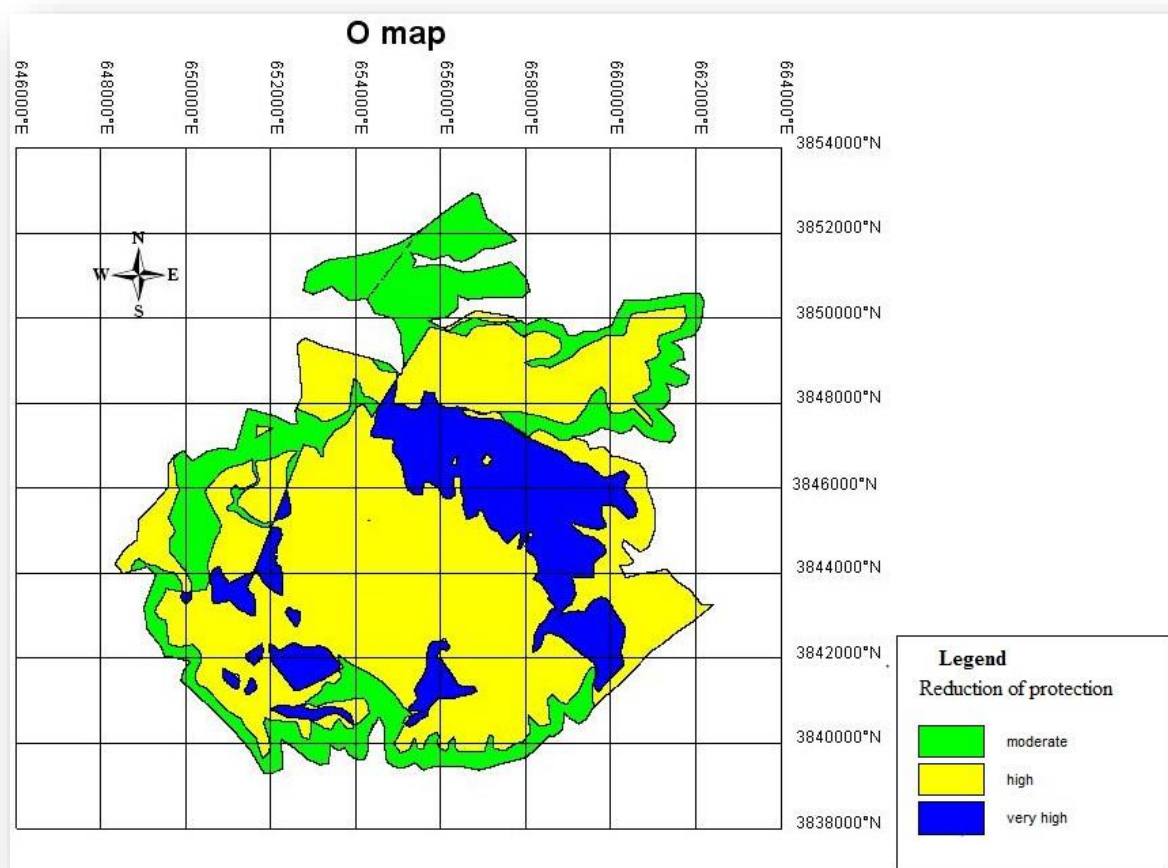 O map
646000°E
648000°E
650000°E
652000°E
654000°E
656000°E
658000°E
660000°E
662000°E
664000°E
3854000°N
3852000°N
3850000°N
3848000°N
3846000°N
3844000°N
3842000°N
3840000°N
3838000°N
N
W E
S
Legend
Reduction of protection
moderate
high
very high